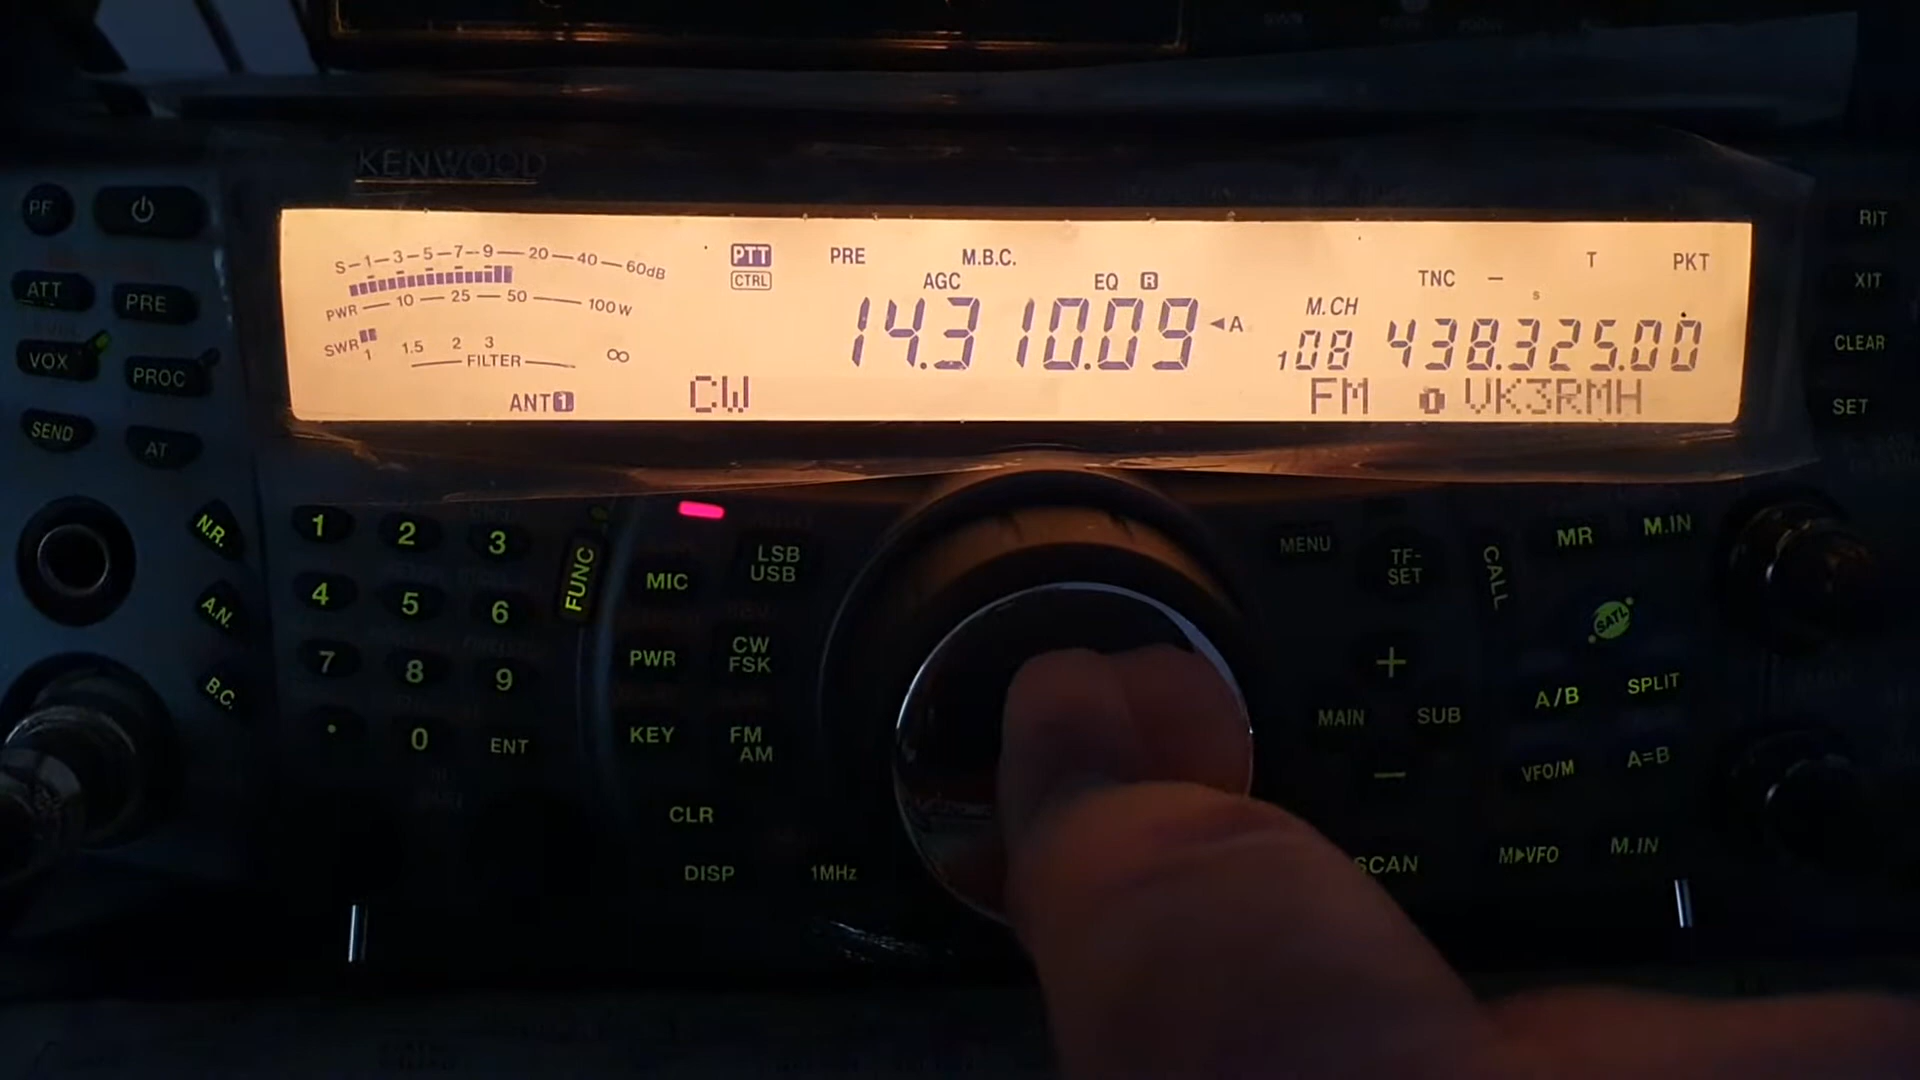 KENWOOD
PF
ATT
PRE
LEVEL
VOX
PROC
SEND
AT
N.R.
A.N.
B.C.
S-1-3-5-7-9-20-40-60dB
PWR 10 25 50 100W
SWR 1 1.5 2 3 ∞
FILTER
ANT 1
PTT
CTRL
CW
PRE M.B.C.
AGC EQ R
14.310.09 ◄A
TNC – T PKT
S
M.CH
108 438.325.00
FM VK3RMH
RIT
XIT
CLEAR
SET
1 2 3
4 5 6
7 8 9
. 0 ENT
FUNC
MIC
LSB
USB
PWR
CW
FSK
KEY
FM
AM
CLR
DISP
1MHz
MENU
TF-
SET
CALL
MR
M.IN
SATL
+
MAIN
SUB
—
A/B
SPLIT
VFO/M
A=B
SCAN
M►VFO
M.IN